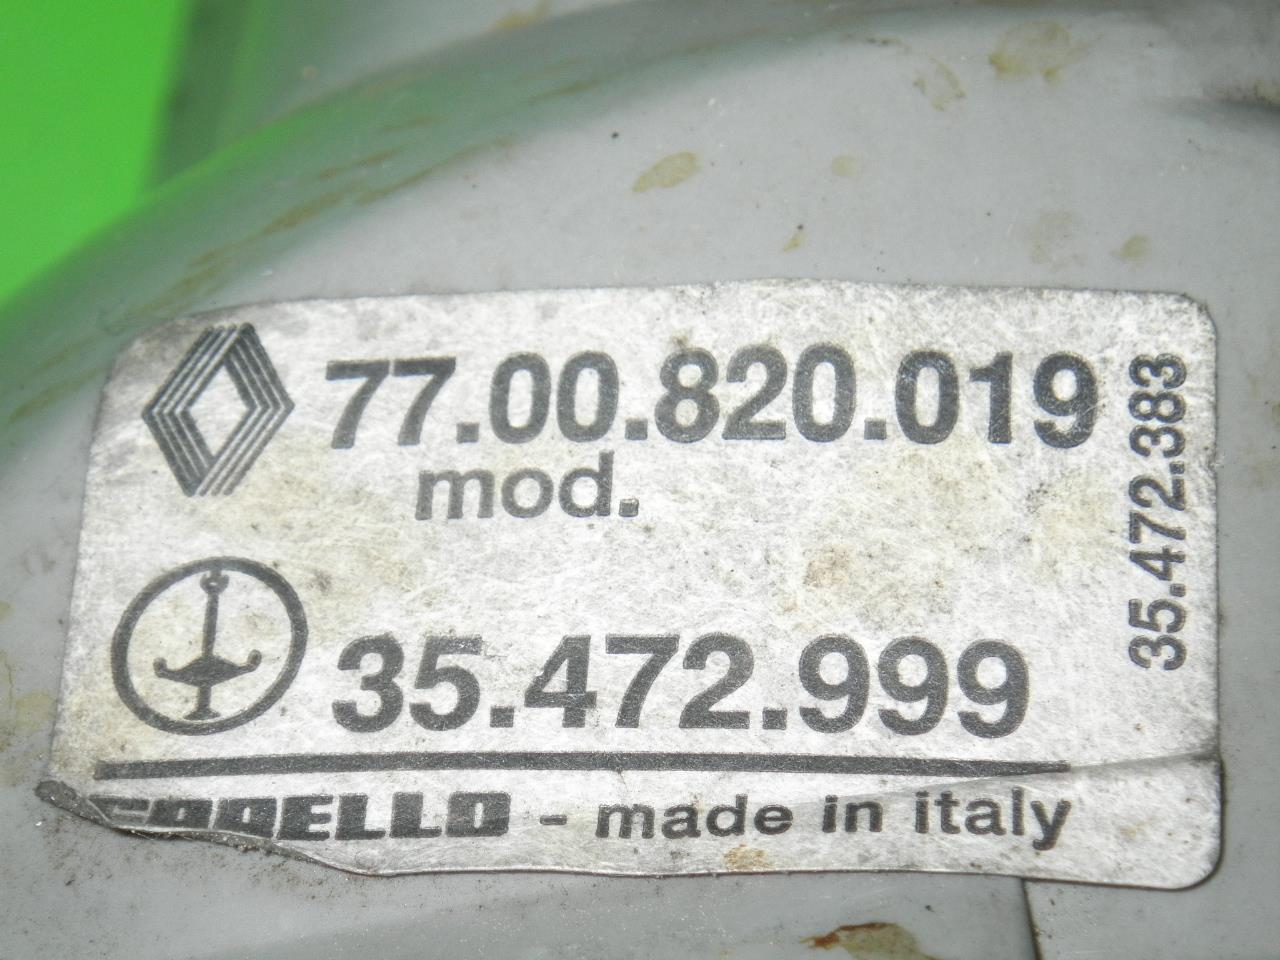 77.00.820.019
mod.
35.472.999
CARELLO - made in italy
35.472.383